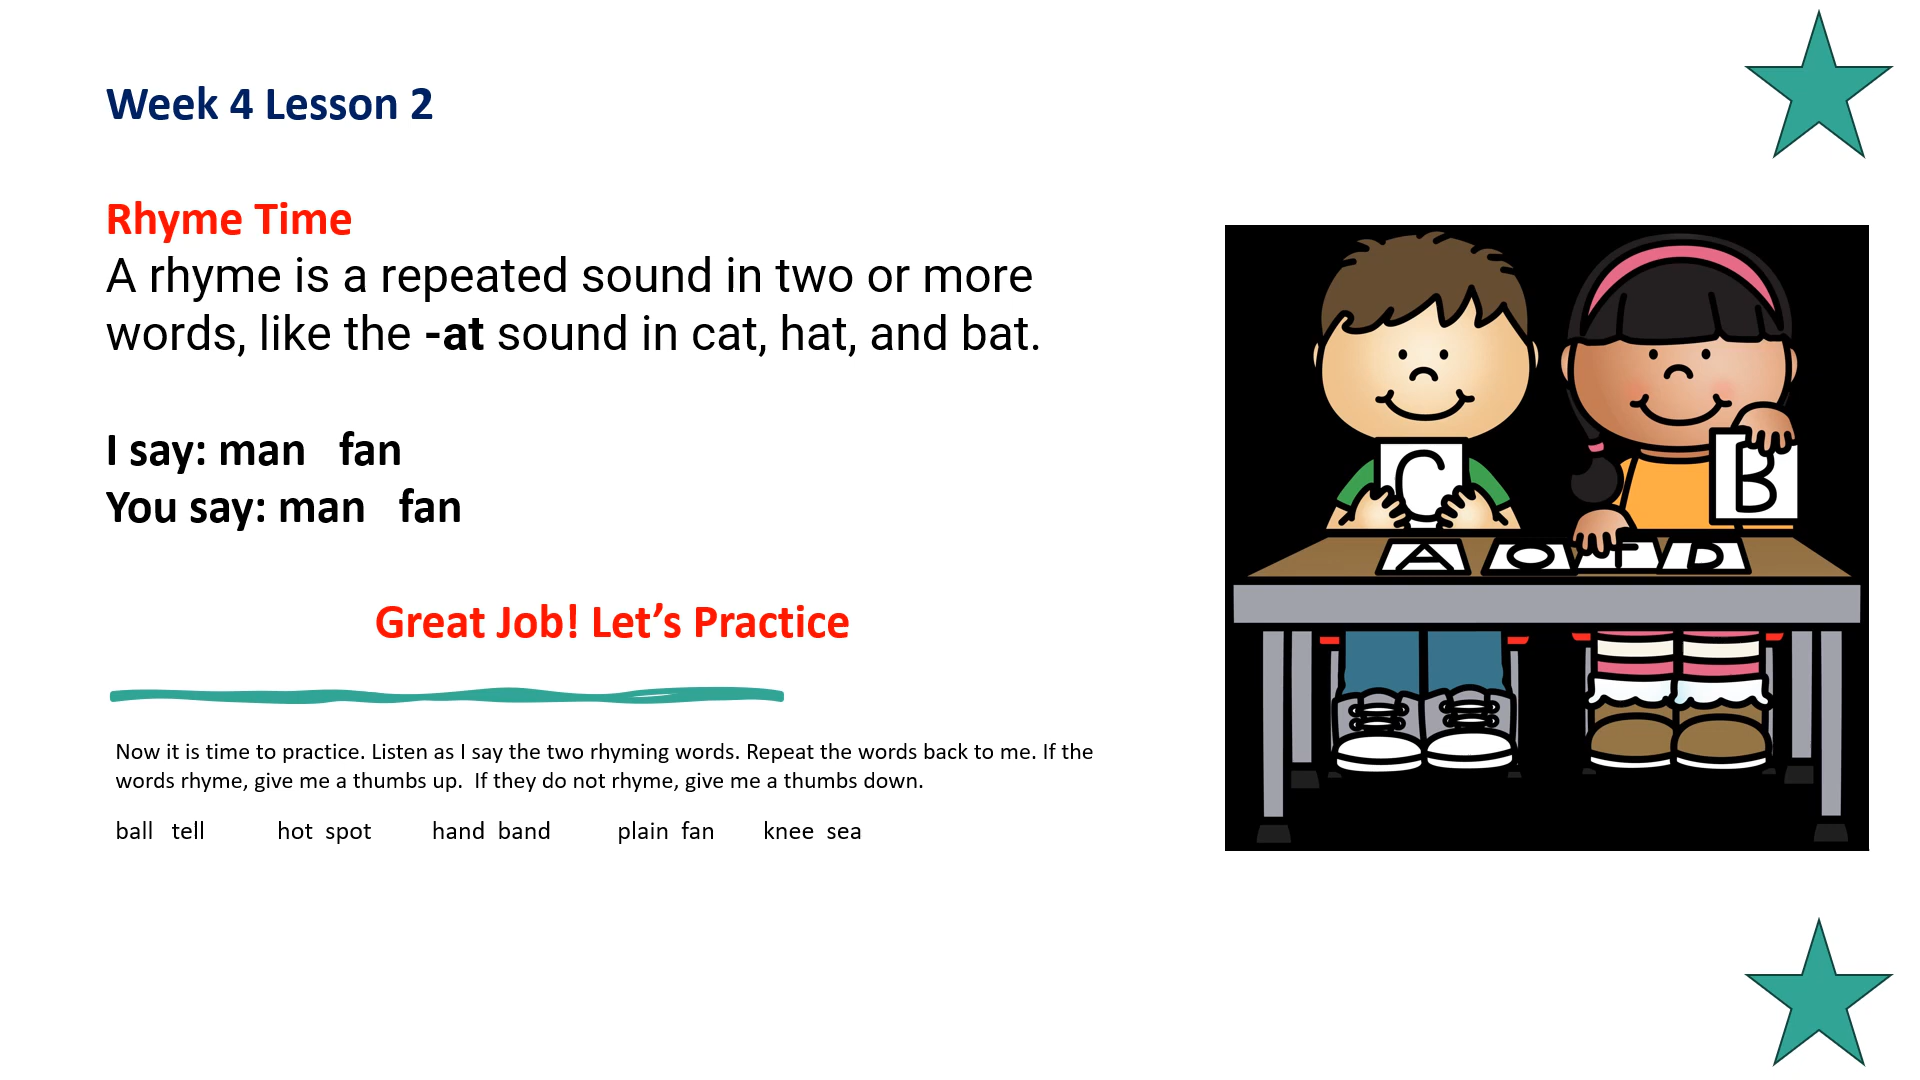 Week 4 Lesson 2
Rhyme Time
A rhyme is a repeated sound in two or more
words, like the -at sound in cat, hat, and bat.
I say: man fan
You say: man fan
Great Job! Let’s Practice
Now it is time to practice. Listen as I say the two rhyming words. Repeat the words back to me. If the
words rhyme, give me a thumbs up. If they do not rhyme, give me a thumbs down.
ball tell hot spot hand band plain fan knee sea
C
B
A O F D